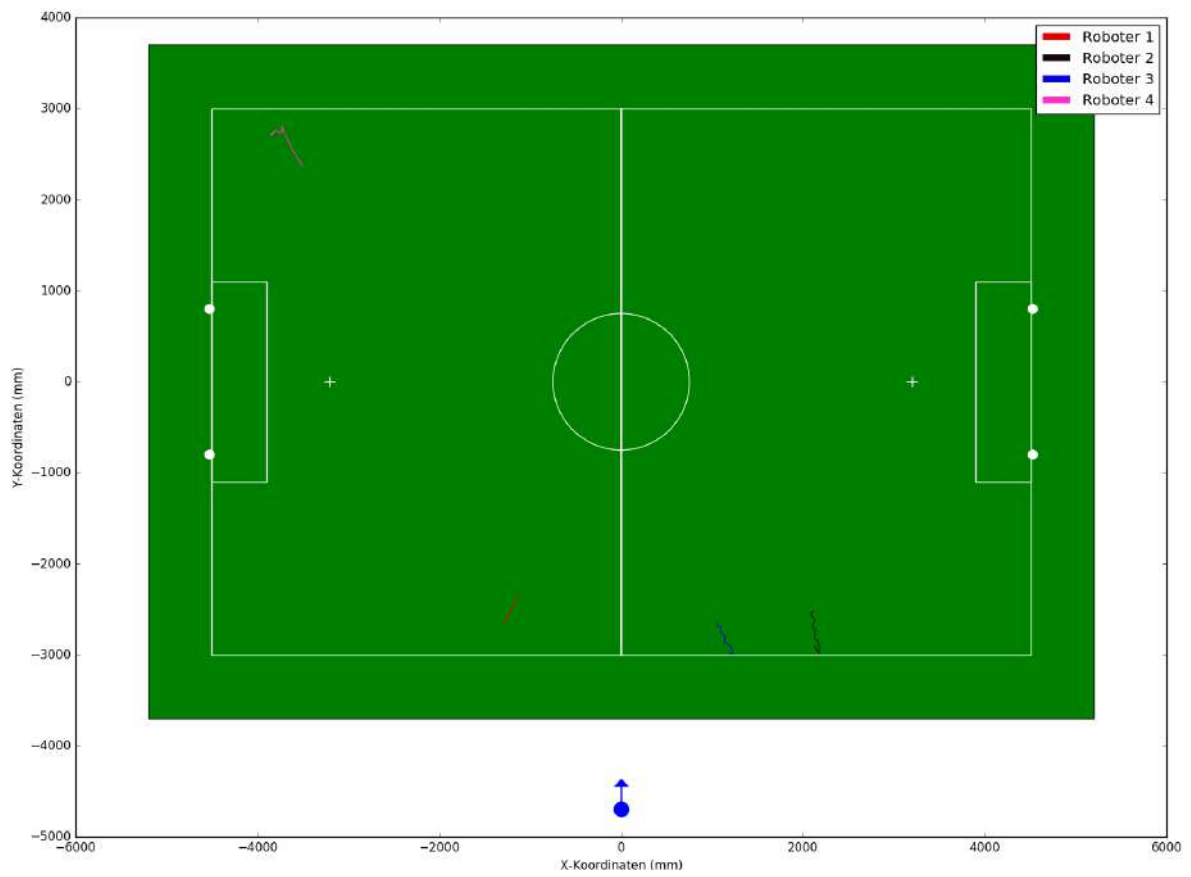 4000
3000
2000
1000
0
−1000
−2000
−3000
−4000
−5000
Y-Koordinaten (mm)
Roboter 1
Roboter 2
Roboter 3
Roboter 4
−6000 −4000 −2000 0 2000 4000 6000
X-Koordinaten (mm)